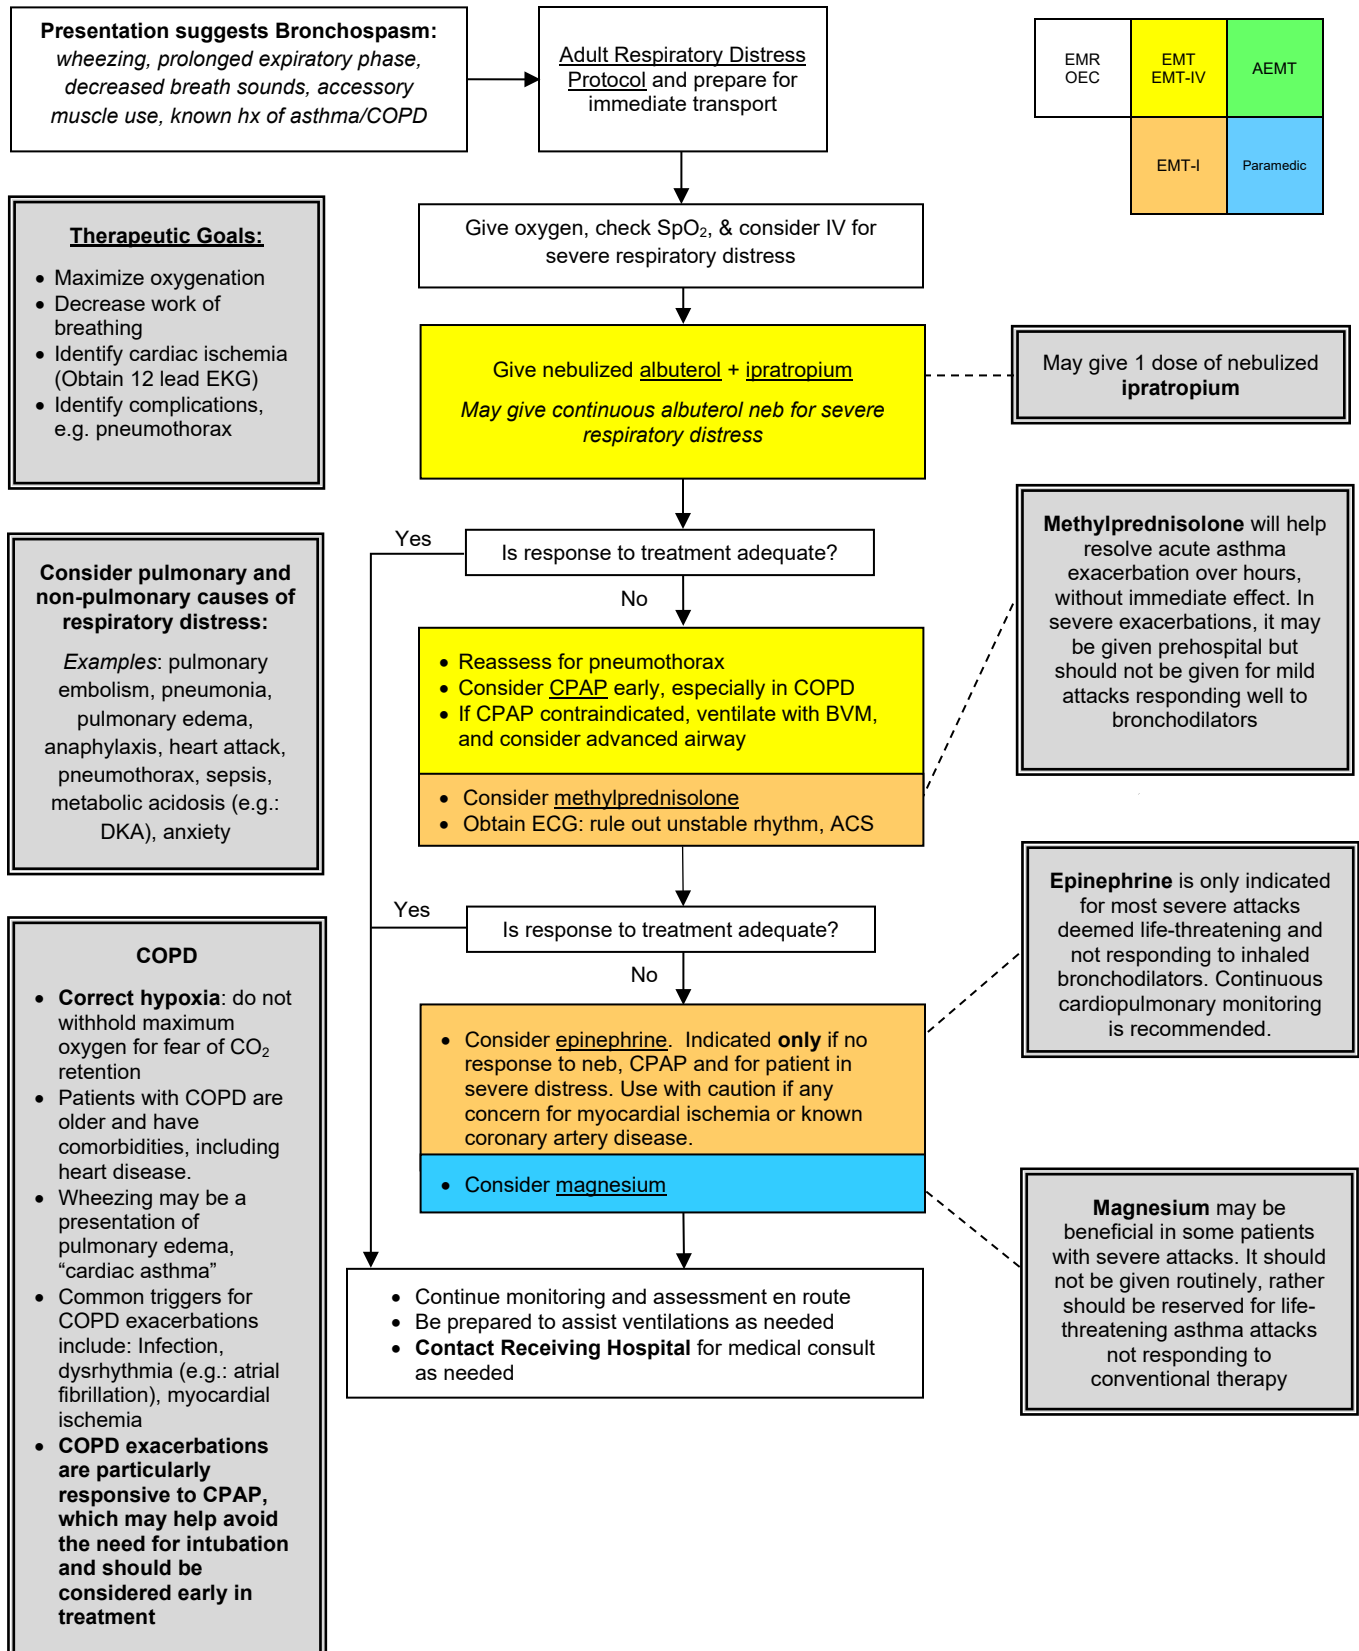 Presentation suggests Bronchospasm:
wheezing, prolonged expiratory phase,
decreased breath sounds, accessory
muscle use, known hx of asthma/COPD
Adult Respiratory Distress
Protocol and prepare for
immediate transport
EMR
OEC
EMT
EMT-IV
AEMT
EMT-I
Paramedic
Give oxygen, check SpO₂, & consider IV for
severe respiratory distress
Therapeutic Goals:
• Maximize oxygenation
• Decrease work of
breathing
• Identify cardiac ischemia
(Obtain 12 lead EKG)
• Identify complications,
e.g. pneumothorax
Give nebulized albuterol + ipratropium
May give continuous albuterol neb for severe
respiratory distress
May give 1 dose of nebulized
ipratropium
Yes
Is response to treatment adequate?
No
Methylprednisolone will help
resolve acute asthma
exacerbation over hours,
without immediate effect. In
severe exacerbations, it may
be given prehospital but
should not be given for mild
attacks responding well to
bronchodilators
Consider pulmonary and
non-pulmonary causes of
respiratory distress:
Examples: pulmonary
embolism, pneumonia,
pulmonary edema,
anaphylaxis, heart attack,
pneumothorax, sepsis,
metabolic acidosis (e.g.:
DKA), anxiety
• Reassess for pneumothorax
• Consider CPAP early, especially in COPD
• If CPAP contraindicated, ventilate with BVM,
and consider advanced airway
• Consider methylprednisolone
• Obtain ECG: rule out unstable rhythm, ACS
Yes
Is response to treatment adequate?
No
Epinephrine is only indicated
for most severe attacks
deemed life-threatening and
not responding to inhaled
bronchodilators. Continuous
cardiopulmonary monitoring
is recommended.
COPD
• Correct hypoxia: do not
withhold maximum
oxygen for fear of CO₂
retention
• Patients with COPD are
older and have
comorbidities, including
heart disease.
• Wheezing may be a
presentation of
pulmonary edema,
“cardiac asthma”
• Common triggers for
COPD exacerbations
include: Infection,
dysrhythmia (e.g.: atrial
fibrillation), myocardial
ischemia
• COPD exacerbations
are particularly
responsive to CPAP,
which may help avoid
the need for intubation
and should be
considered early in
treatment
• Consider epinephrine. Indicated only if no
response to neb, CPAP and for patient in
severe distress. Use with caution if any
concern for myocardial ischemia or known
coronary artery disease.
• Consider magnesium
Magnesium may be
beneficial in some patients
with severe attacks. It should
not be given routinely, rather
should be reserved for life-
threatening asthma attacks
not responding to
conventional therapy
• Continue monitoring and assessment en route
• Be prepared to assist ventilations as needed
• Contact Receiving Hospital for medical consult
as needed